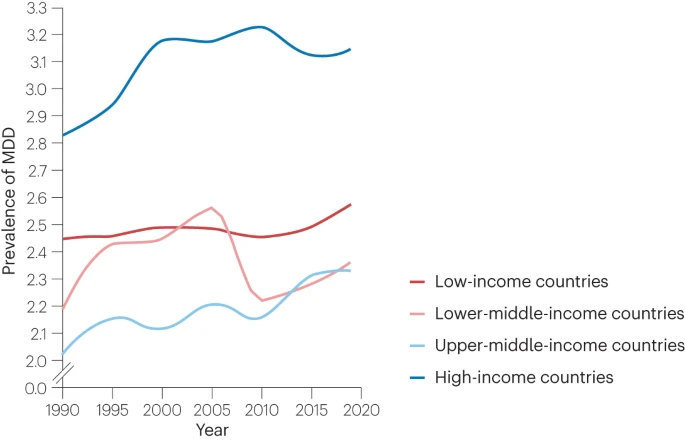 3.3
3.2
3.1
3.0
2.9
2.8
2.7
2.6
2.5
2.4
2.3
2.2
2.1
2.0
0.0
Prevalence of MDD
1990 1995 2000 2005 2010 2015 2020
Year
Low-income countries
Lower-middle-income countries
Upper-middle-income countries
High-income countries